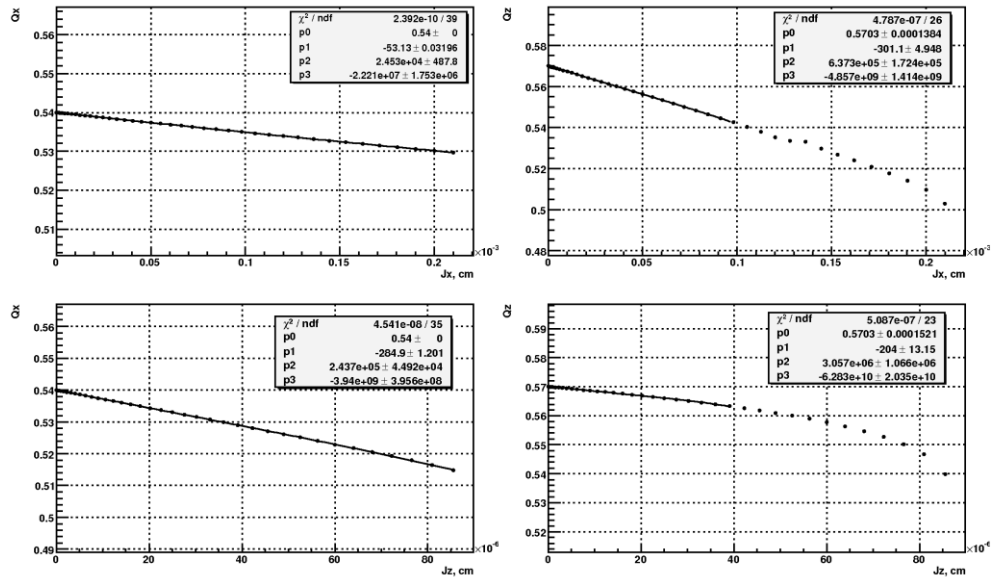 Qx
χ² / ndf 2.392e-10 / 39
p0 0.54 ± 0
p1 -53.13 ± 0.03196
p2 2.453e+04 ± 487.8
p3 -2.221e+07 ± 1.753e+06
0.56
0.55
0.54
0.53
0.52
0.51
0 0.05 0.1 0.15 0.2
×10⁻³
Jx, cm
Qz
χ² / ndf 4.787e-07 / 26
p0 0.5703 ± 0.0001384
p1 -301.1 ± 4.948
p2 6.373e+05 ± 1.724e+05
p3 -4.857e+09 ± 1.414e+09
0.58
0.56
0.54
0.52
0.5
0.48
0 0.05 0.1 0.15 0.2
×10⁻³
Jx, cm
Qx
χ² / ndf 4.541e-08 / 35
p0 0.54 ± 0
p1 -284.9 ± 1.201
p2 2.437e+05 ± 4.492e+04
p3 -3.94e+09 ± 3.956e+08
0.56
0.55
0.54
0.53
0.52
0.51
0.5
0.49
0 20 40 60 80
×10⁻⁶
Jz, cm
Qz
χ² / ndf 5.087e-07 / 23
p0 0.5703 ± 0.0001521
p1 -204 ± 13.15
p2 3.057e+06 ± 1.066e+06
p3 -6.283e+10 ± 2.035e+10
0.59
0.58
0.57
0.56
0.55
0.54
0.53
0.52
0 20 40 60 80
×10⁻⁶
Jz, cm